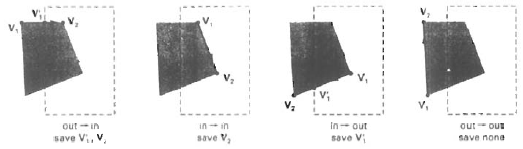 V₁ V'₁ V₂
V₁
V₂
V₂ V'₁ V₁
V₂
V₁
out → in
save V'₁, V₂
in → in
save V₂
in → out
save V'₁
out → out
save none